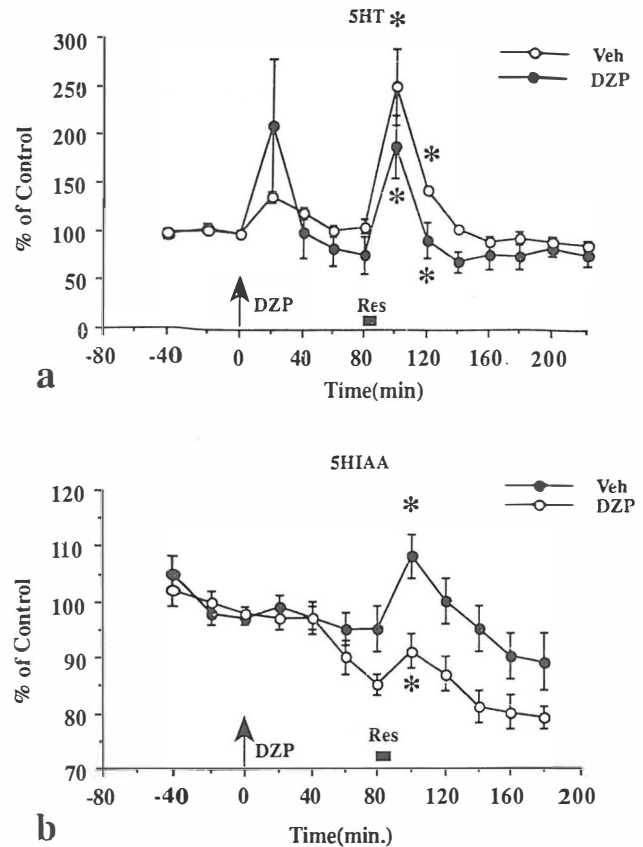 5HT *
300
250
200
150
100
50
0
% of Control
Veh
DZP
*
*
*
DZP
Res
-80 -40 0 40 80 120 160 200
Time(min)
a
5HIAA
120
110
100
90
80
70
% of Control
Veh
DZP
*
*
DZP
Res
-80 -40 0 40 80 120 160 200
Time(min.)
b